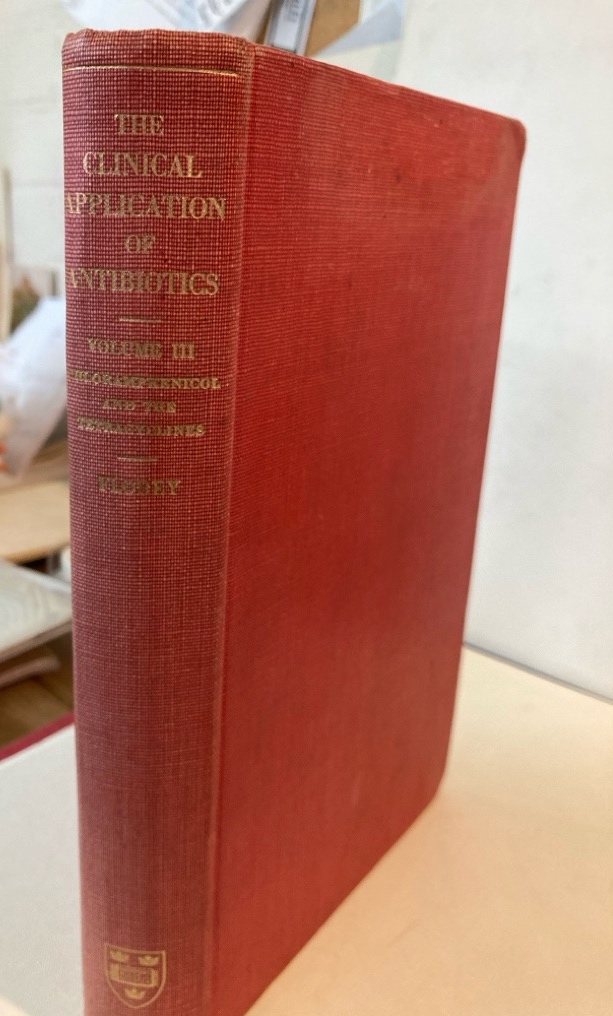 THE
CLINICAL
APPLICATION
OF
ANTIBIOTICS
VOLUME III
CHLORAMPHENICOL
AND THE
TETRACYCLINES
FLOREY